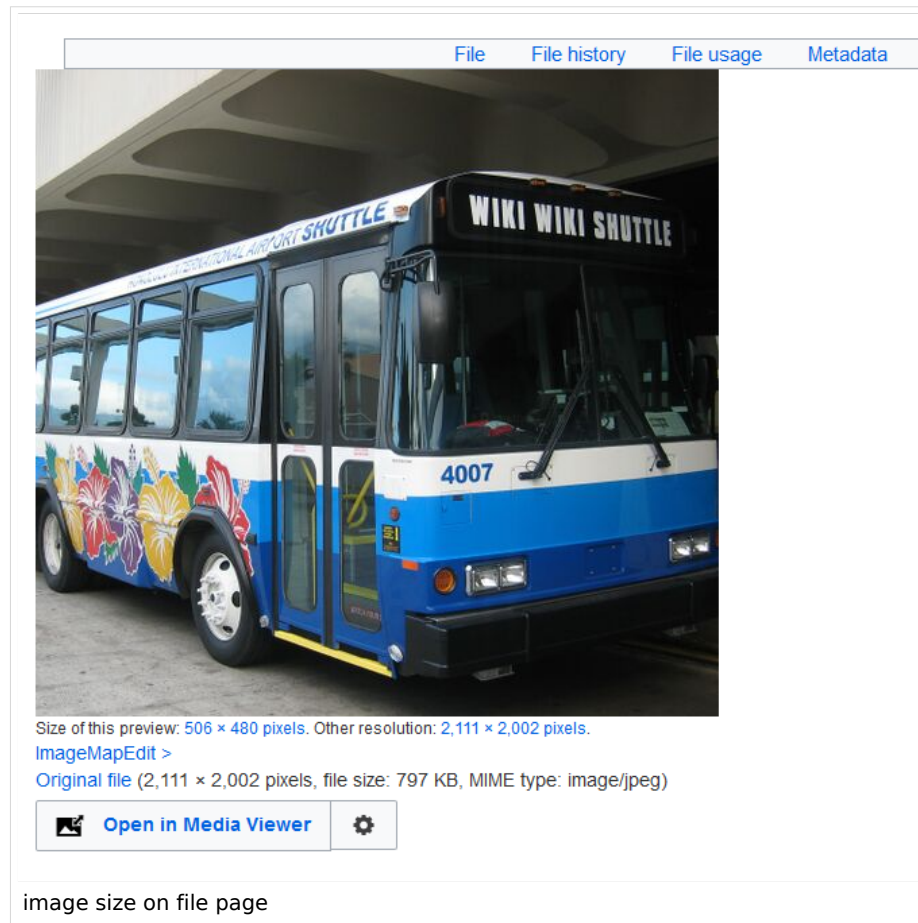 File File history File usage Metadata
WIKI WIKI SHUTTLE
HONOLULU INTERNATIONAL AIRPORT SHUTTLE
4007
Size of this preview: 506 × 480 pixels. Other resolution: 2,111 × 2,002 pixels.
ImageMapEdit >
Original file (2,111 × 2,002 pixels, file size: 797 KB, MIME type: image/jpeg)
Open in Media Viewer
image size on file page